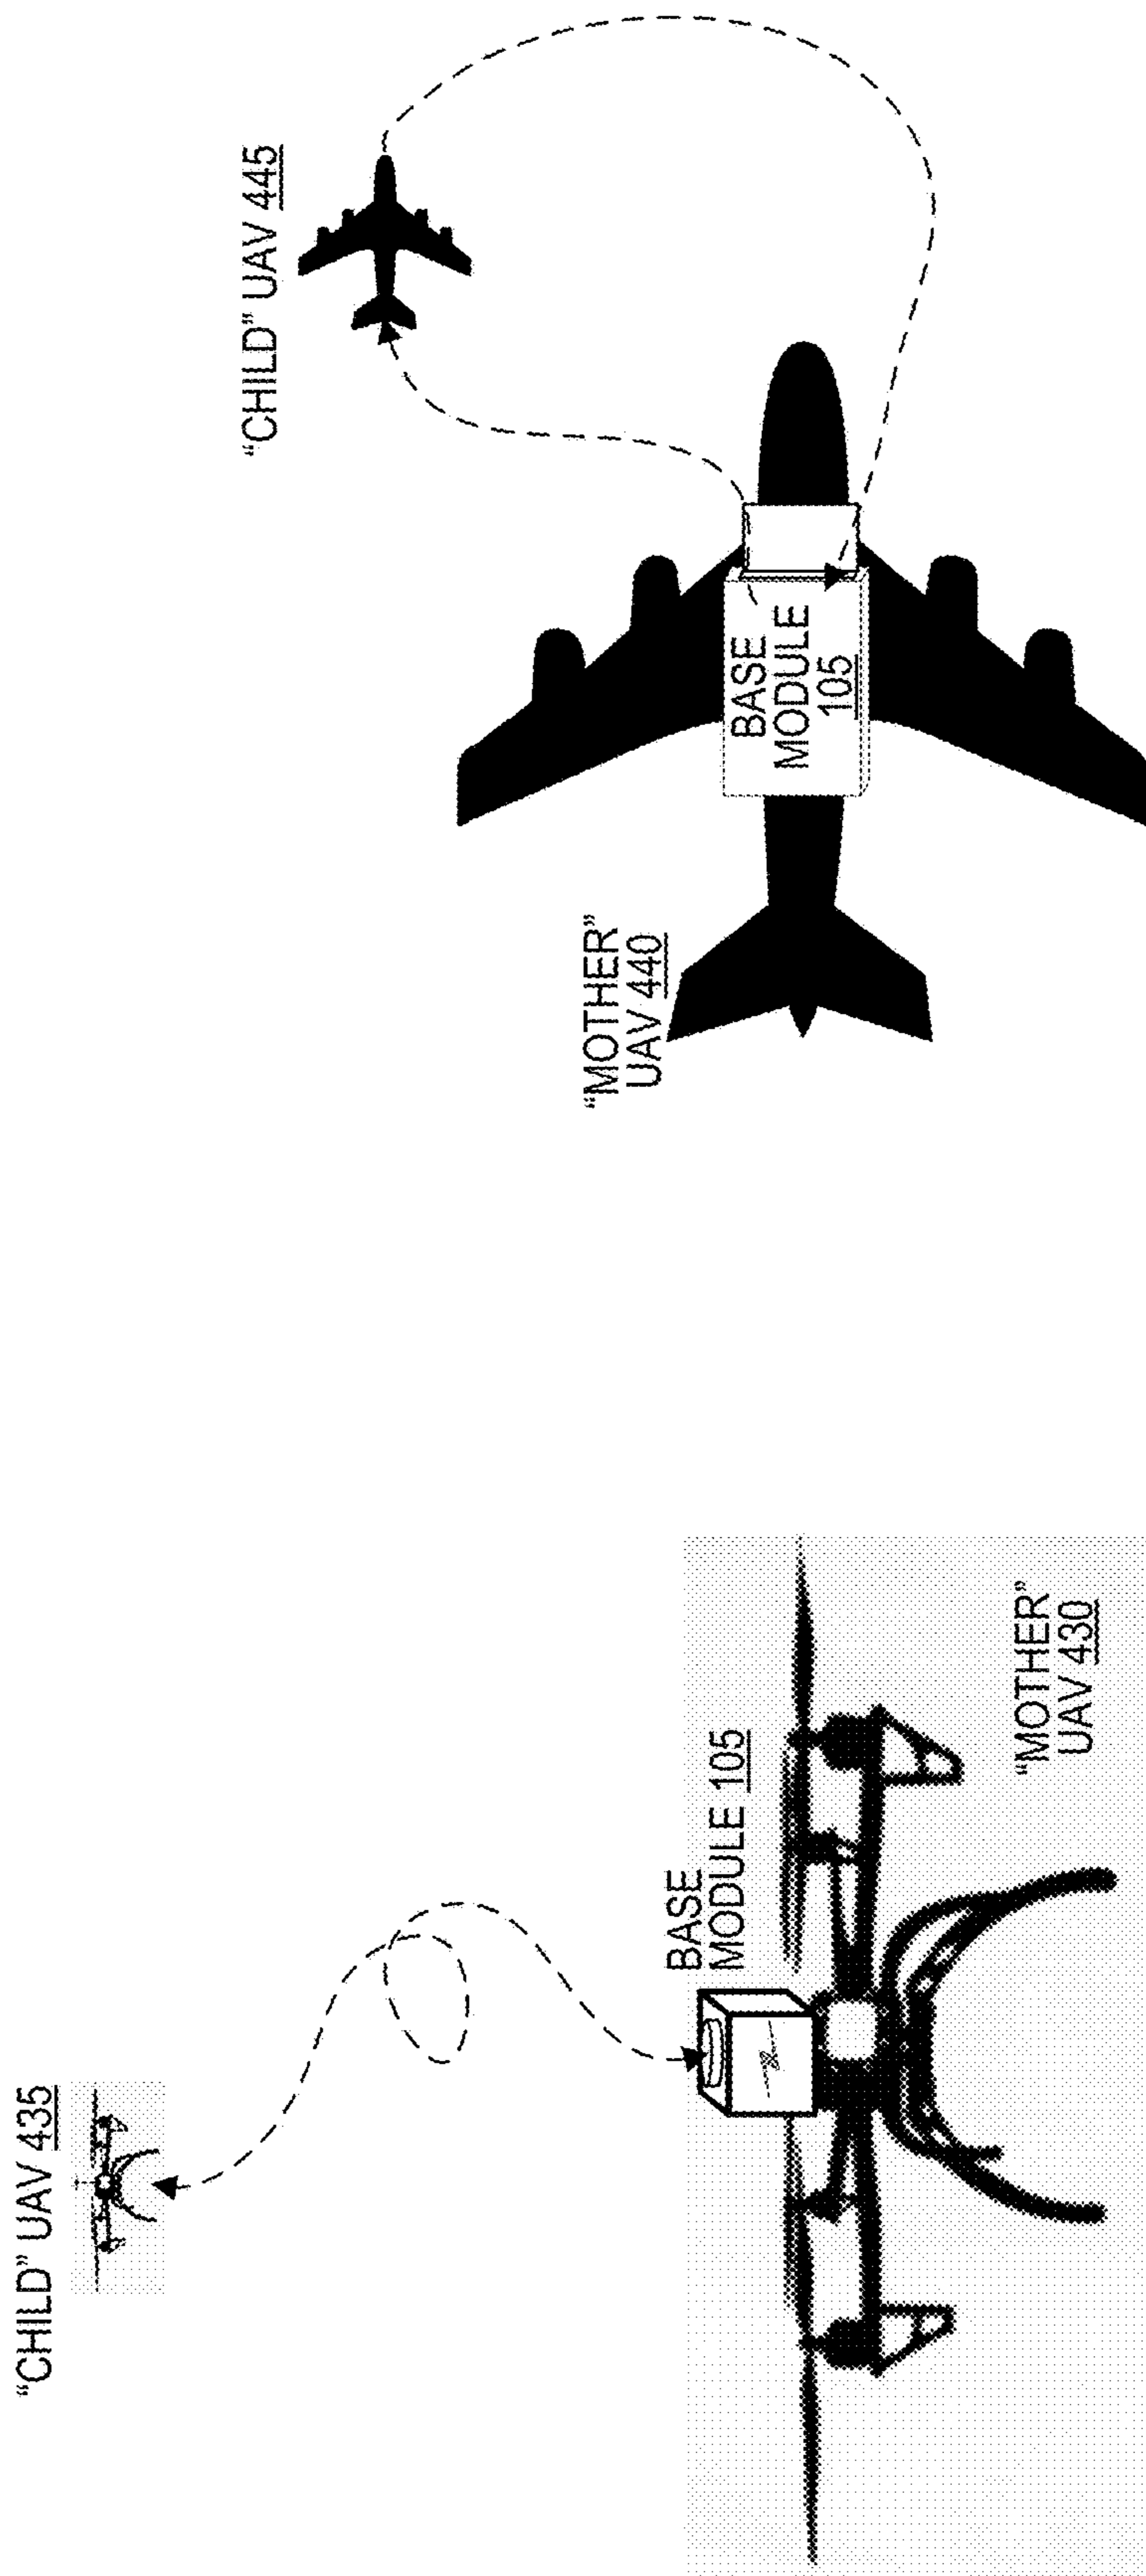 “CHILD” UAV 435
BASE
MODULE 105
“MOTHER”
UAV 430
“CHILD” UAV 445
BASE
MODULE
105
“MOTHER”
UAV 440